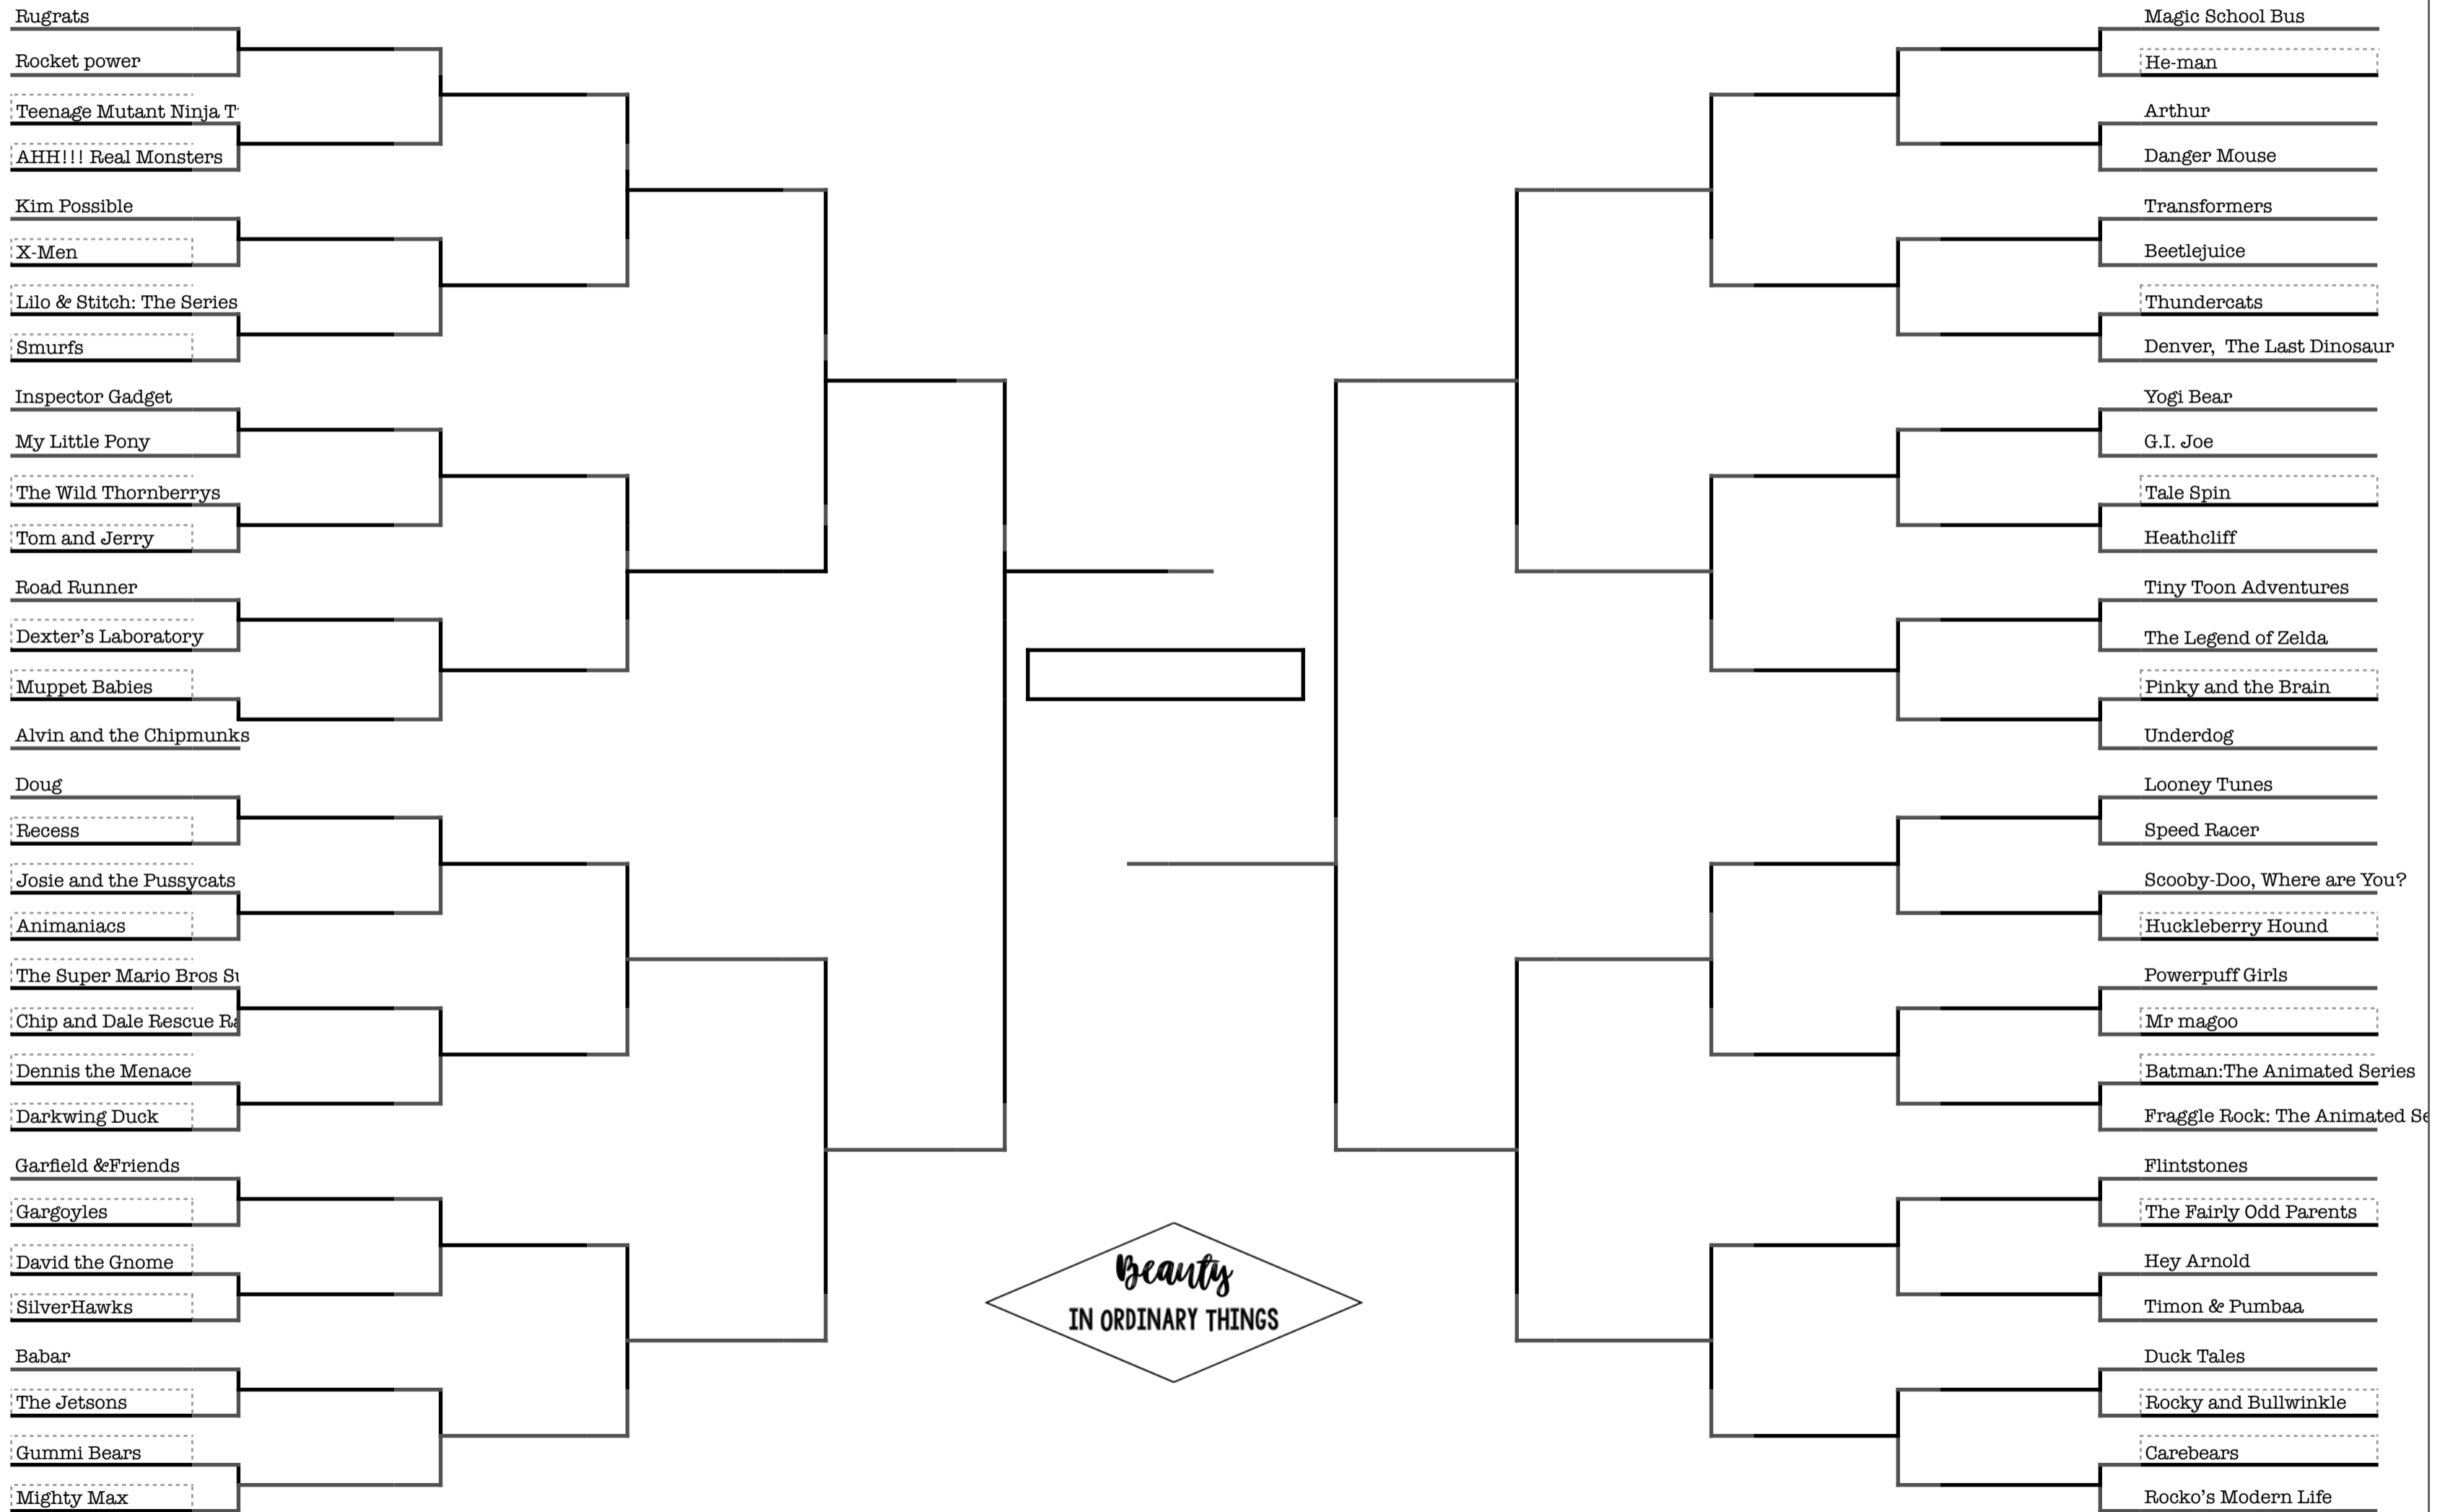 Rugrats
Rocket power
Teenage Mutant Ninja
AHH!!! Real Monsters
Kim Possible
X-Men
Lilo & Stitch: The Series
Smurfs
Inspector Gadget
My Little Pony
The Wild Thornberrys
Tom and Jerry
Road Runner
Dexter's Laboratory
Muppet Babies
Alvin and the Chipmunks
Doug
Recess
Josie and the Pussycats
Animaniacs
The Super Mario Bros
Chip and Dale Rescue
Dennis the Menace
Darkwing Duck
Garfield &Friends
Gargoyles
David the Gnome
SilverHawks
Babar
The Jetsons
Gummi Bears
Mighty Max
Beauty
IN ORDINARY THINGS
Magic School Bus
He-man
Arthur
Danger Mouse
Transformers
Beetlejuice
Thundercats
Denver, The Last Dinosaur
Yogi Bear
G.I. Joe
Tale Spin
Heathcliff
Tiny Toon Adventures
The Legend of Zelda
Pinky and the Brain
Underdog
Looney Tunes
Speed Racer
Scooby-Doo, Where are You?
Huckleberry Hound
Powerpuff Girls
Mr magoo
Batman:The Animated Series
Fraggle Rock: The Animated
Flintstones
The Fairly Odd Parents
Hey Arnold
Timon & Pumbaa
Duck Tales
Rocky and Bullwinkle
Carebears
Rocko's Modern Life